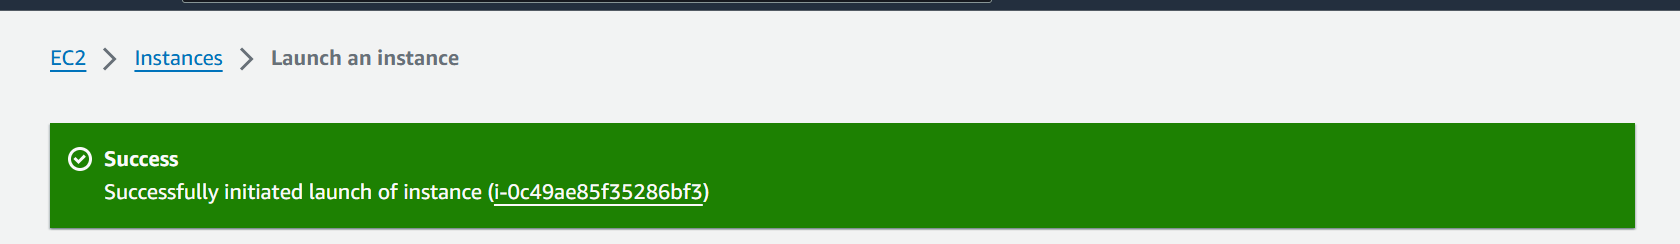 EC2 > Instances > Launch an instance
Success
Successfully initiated launch of instance (i-0c49ae85f35286bf3)